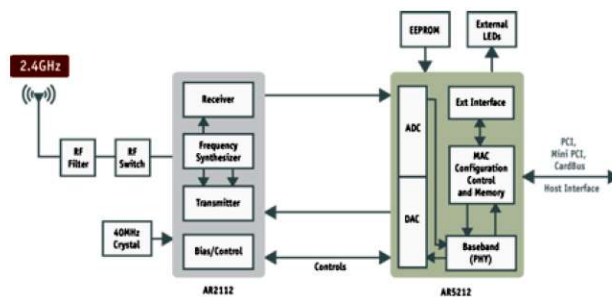 2.4GHz
EEPROM
External
LEDs
Receiver
Ext Interface
ADC
RF
Filter
RF
Switch
Frequency
Synthesizer
MAC
Configuration
Control
and Memory
PCI,
Mini PCI,
CardBus
Host Interface
Transmitter
DAC
40MHz
Crystal
Bias/Control
Controls
Baseband
(PHY)
AR2112
AR5212